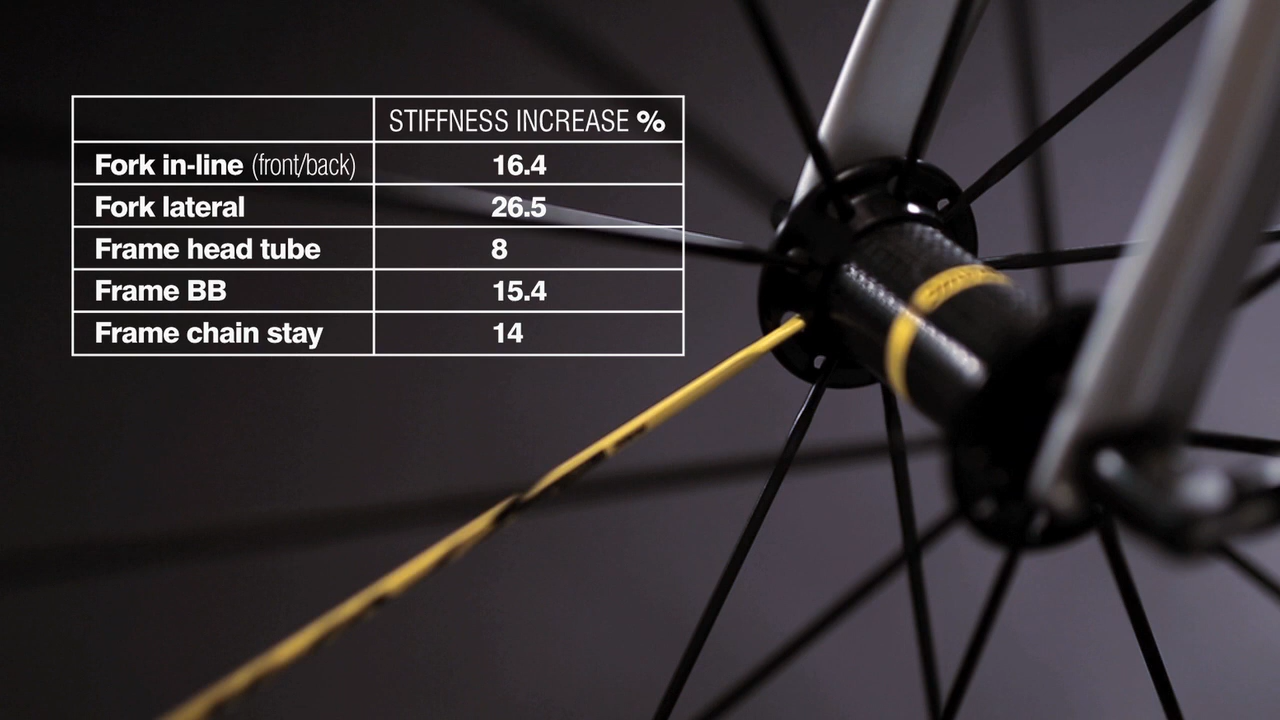 STIFFNESS INCREASE %
Fork in-line (front/back) 16.4
Fork lateral 26.5
Frame head tube 8
Frame BB 15.4
Frame chain stay 14